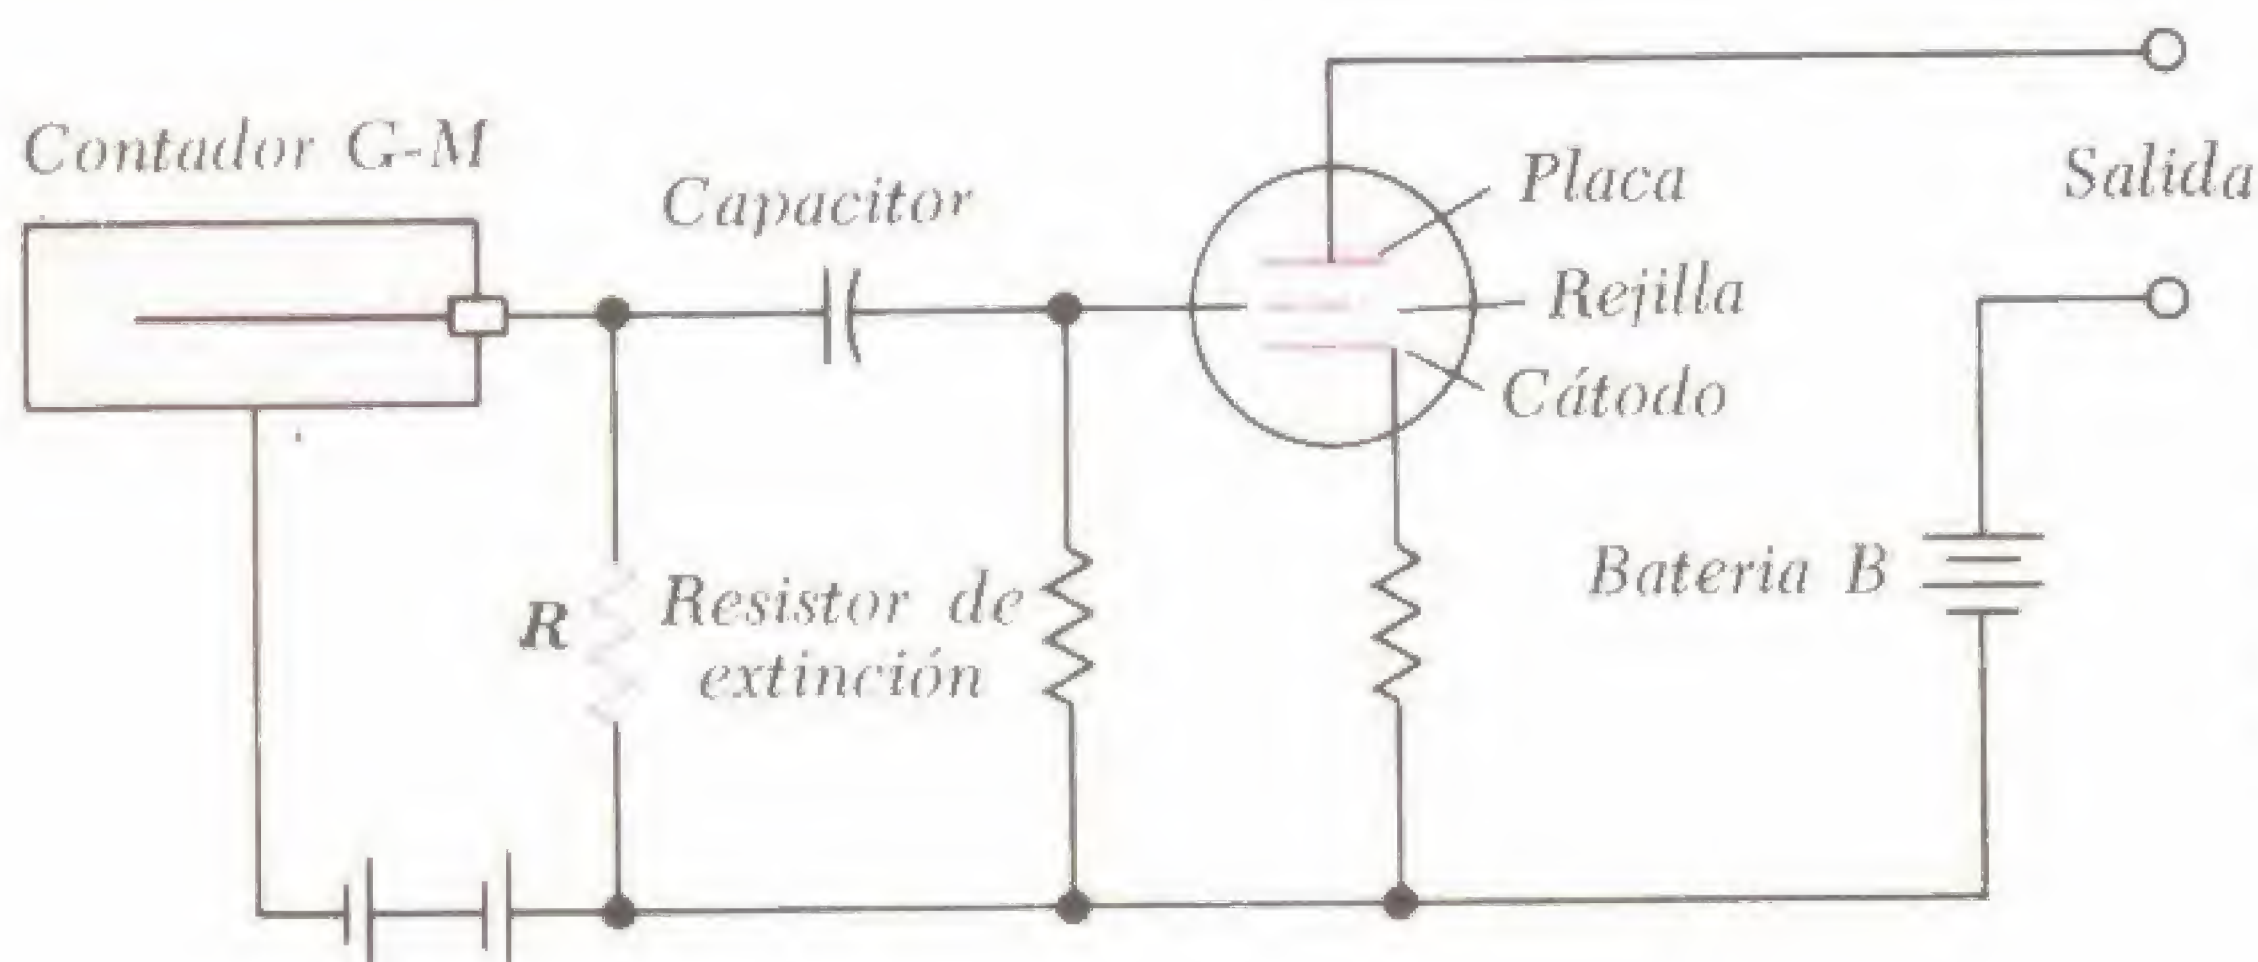 Contador G-M
Capacitor
Placa
Salida
Rejilla
Cátodo
R
Resistor de
extinción
Bateria B